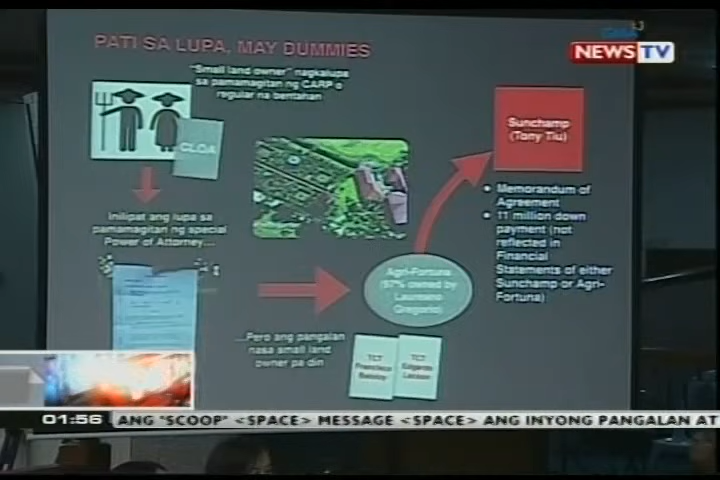 NEWSTV
PATI SA LUPA, MAY DUMMIES
"Small land owner" nagkalupa
sa pamamagitan ng CARP o
regular na bentahan
CLOA
Sunchamp
(Tony Tiu)
Inilipat ang lupa sa
pamamagitan ng special
Power of Attorney...
Agri-Fortuna
(97% owned by
Laureano
Gregorio)
• Memorandum of
Agreement
• 11 million down
payment (not
reflected in
Financial
Statements of either
Sunchamp or Agri-
Fortuna)
...Pero ang pangalan
nasa small land
owner pa din
TCT
Francisco
TCT
Edgardo
01:56 ANG "SCOOP" <SPACE> MESSAGE <SPACE> ANG INYONG PANGALAN AT